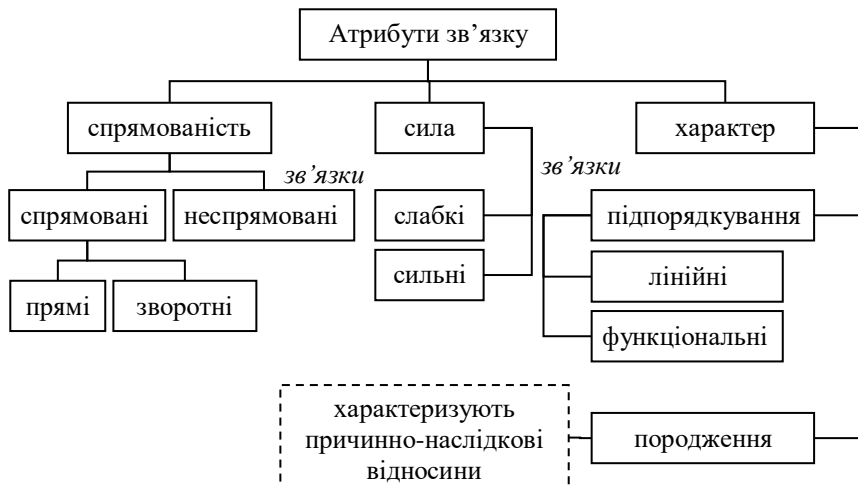 Атрибути зв’язку
спрямованість
сила
характер
зв’язки
зв’язки
спрямовані
неспрямовані
слабкі
підпорядкування
сильні
лінійні
прямі
зворотні
функціональні
характеризують
причинно-наслідкові
відносини
породження